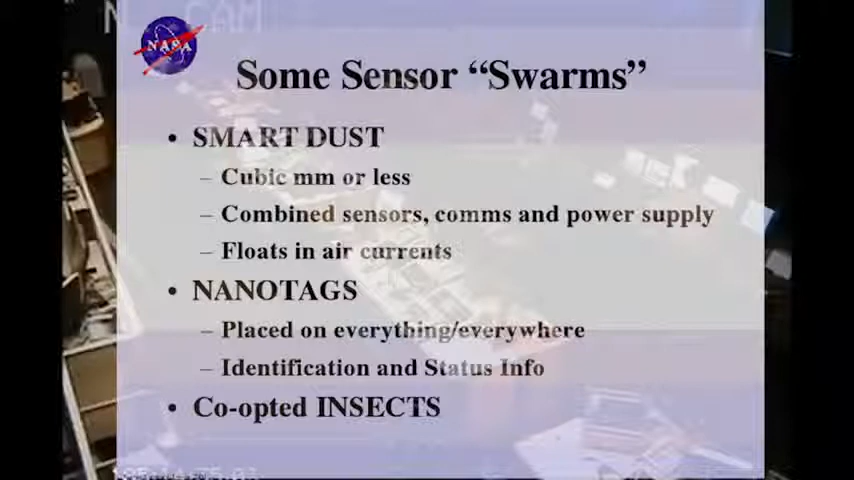 NASA
Some Sensor “Swarms”
• SMART DUST
– Cubic mm or less
– Combined sensors, comms and power supply
– Floats in air currents
• NANOTAGS
– Placed on everything/everywhere
– Identification and Status Info
• Co-opted INSECTS